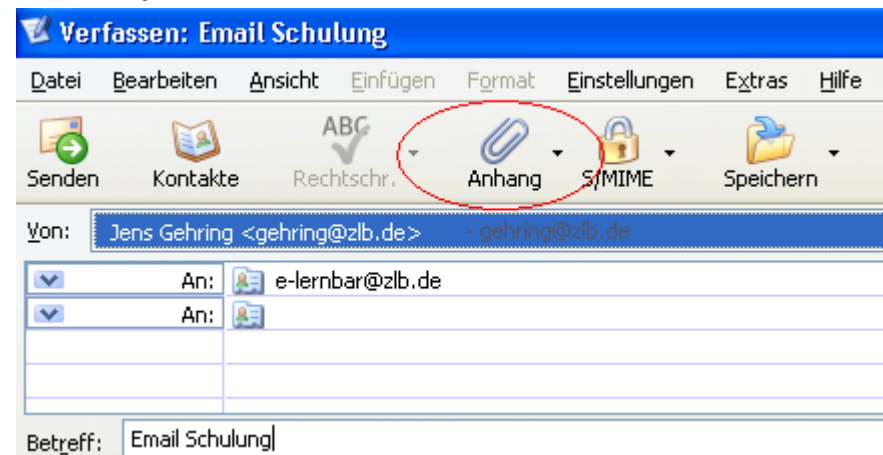 Verfassen: Email Schulung
Datei Bearbeiten Ansicht Einfügen Format Einstellungen Extras Hilfe
ABC
Senden Kontakte Rechtschr. Anhang S/MIME Speichern
Von: Jens Gehring <gehring@zlb.de> - gehring@zlb.de
An: e-lernbar@zlb.de
An:
Betreff: Email Schulung